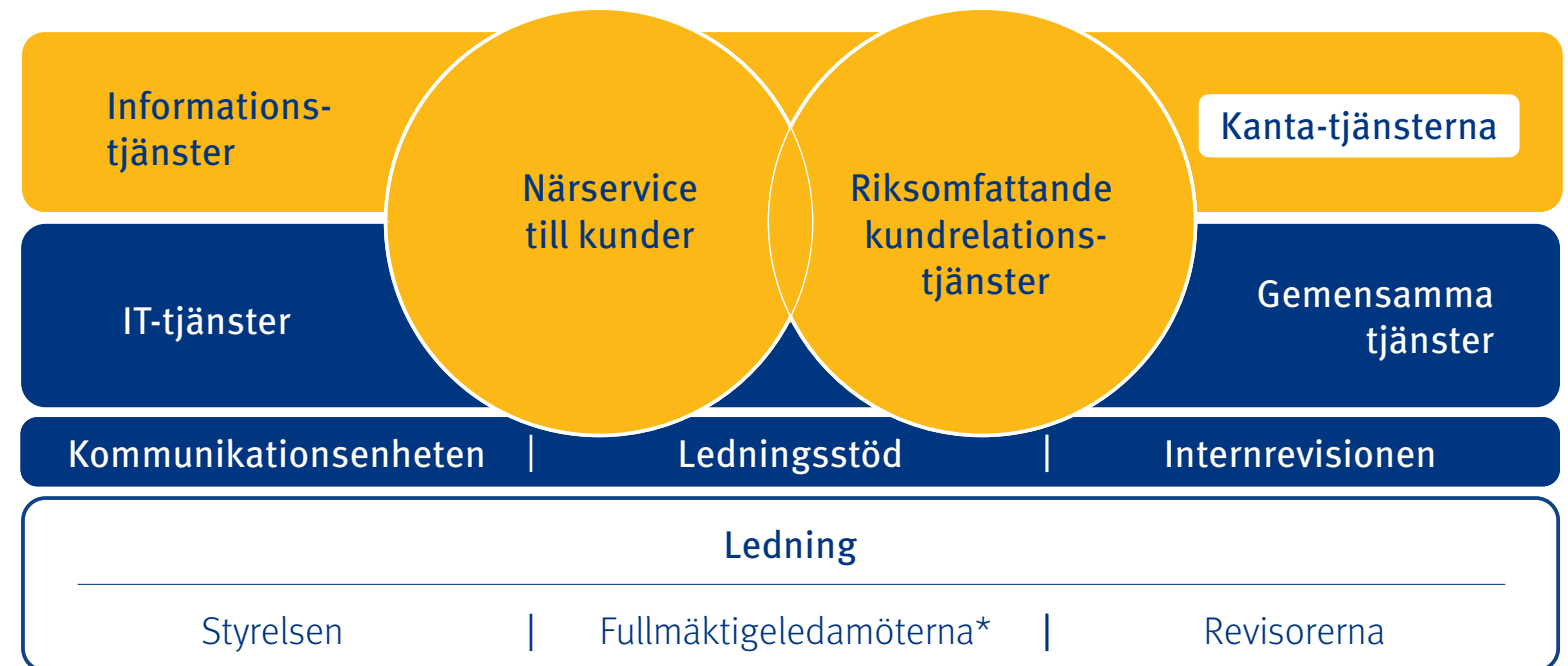 Informations-
tjänster
Närservice
till kunder
Riksomfattande
kundrelations-
tjänster
Kanta-tjänsterna
IT-tjänster
Gemensamma
tjänster
Kommunikationsenheten | Ledningsstöd | Internrevisionen
Ledning
Styrelsen | Fullmäktigeledamöterna* | Revisorerna